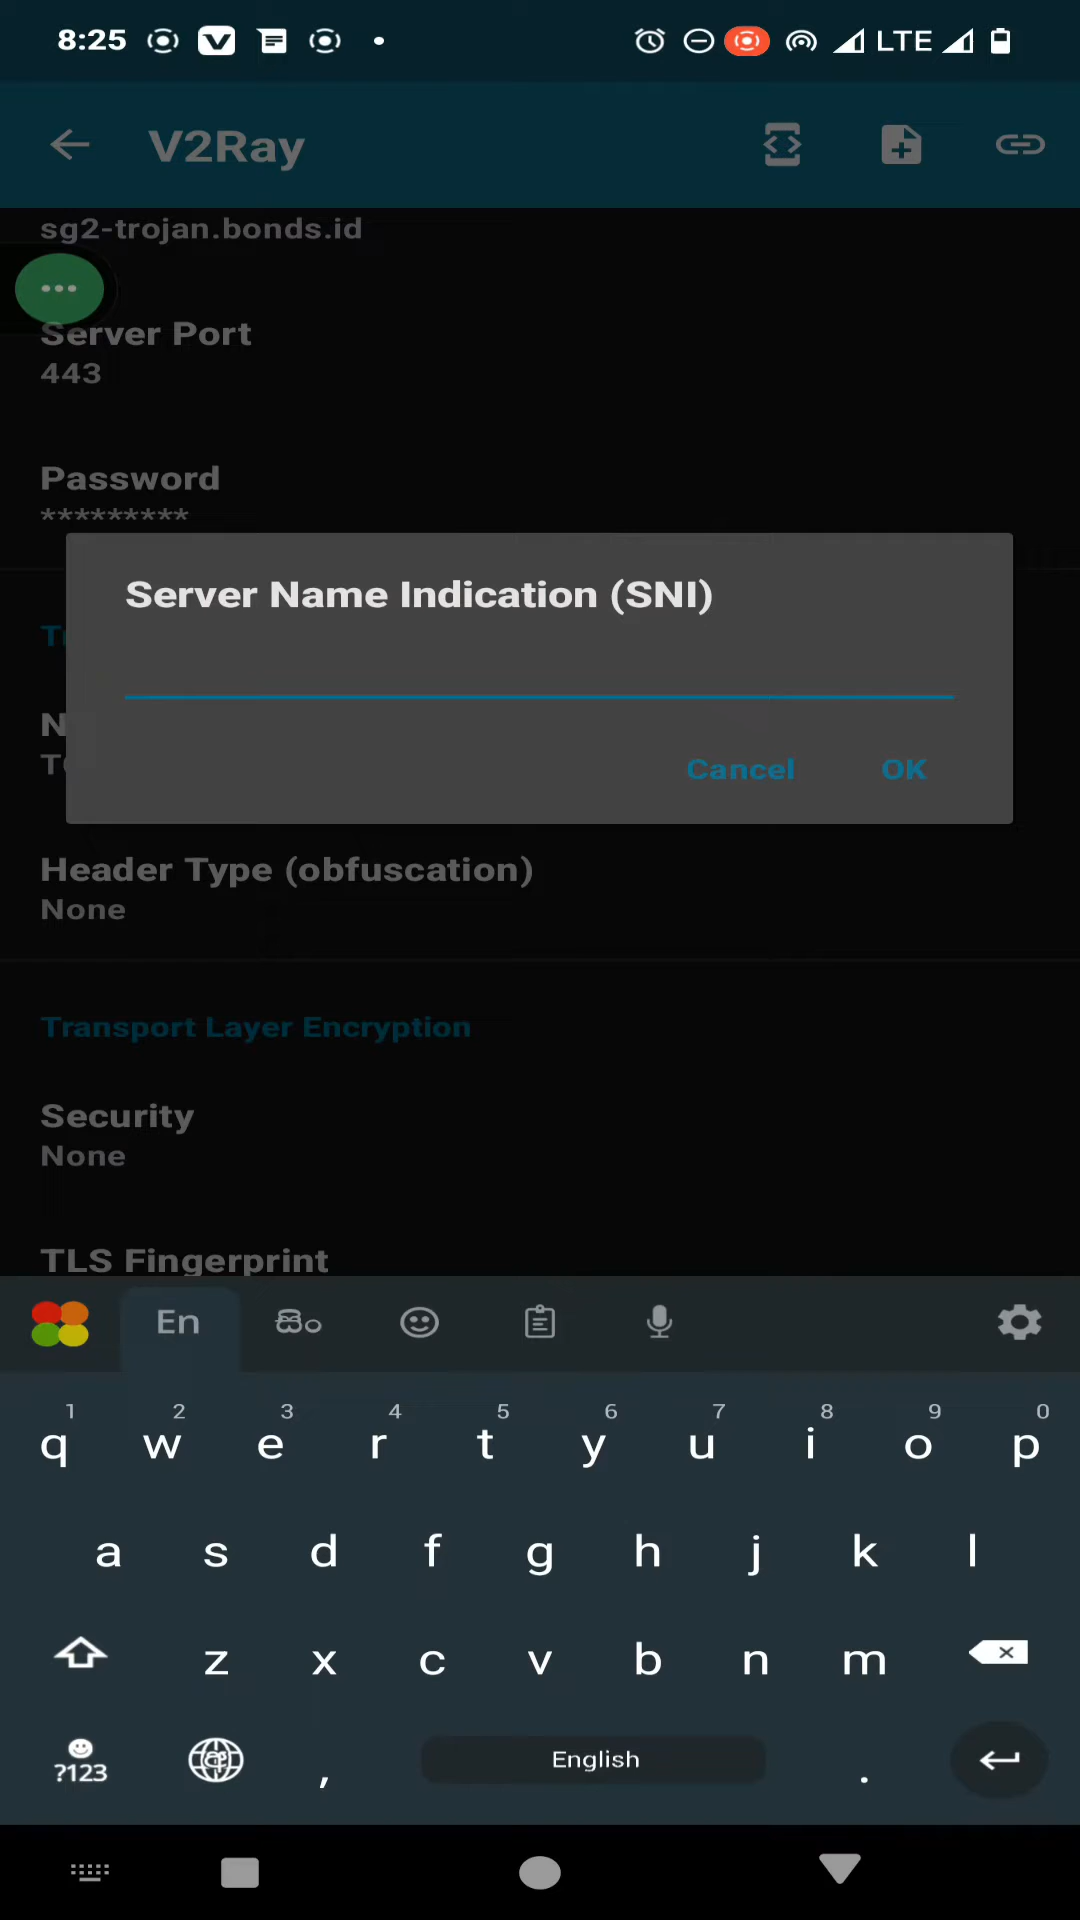 8:25
LTE
V2Ray
sg2-trojan.bonds.id
Server Port
443
Password
*********
Server Name Indication (SNI)
Cancel OK
Header Type (obfuscation)
None
Transport Layer Encryption
Security
None
TLS Fingerprint
En
1 2 3 4 5 6 7 8 9 0
q w e r t y u i o p
a s d f g h j k l
z x c v b n m
?123 , English .